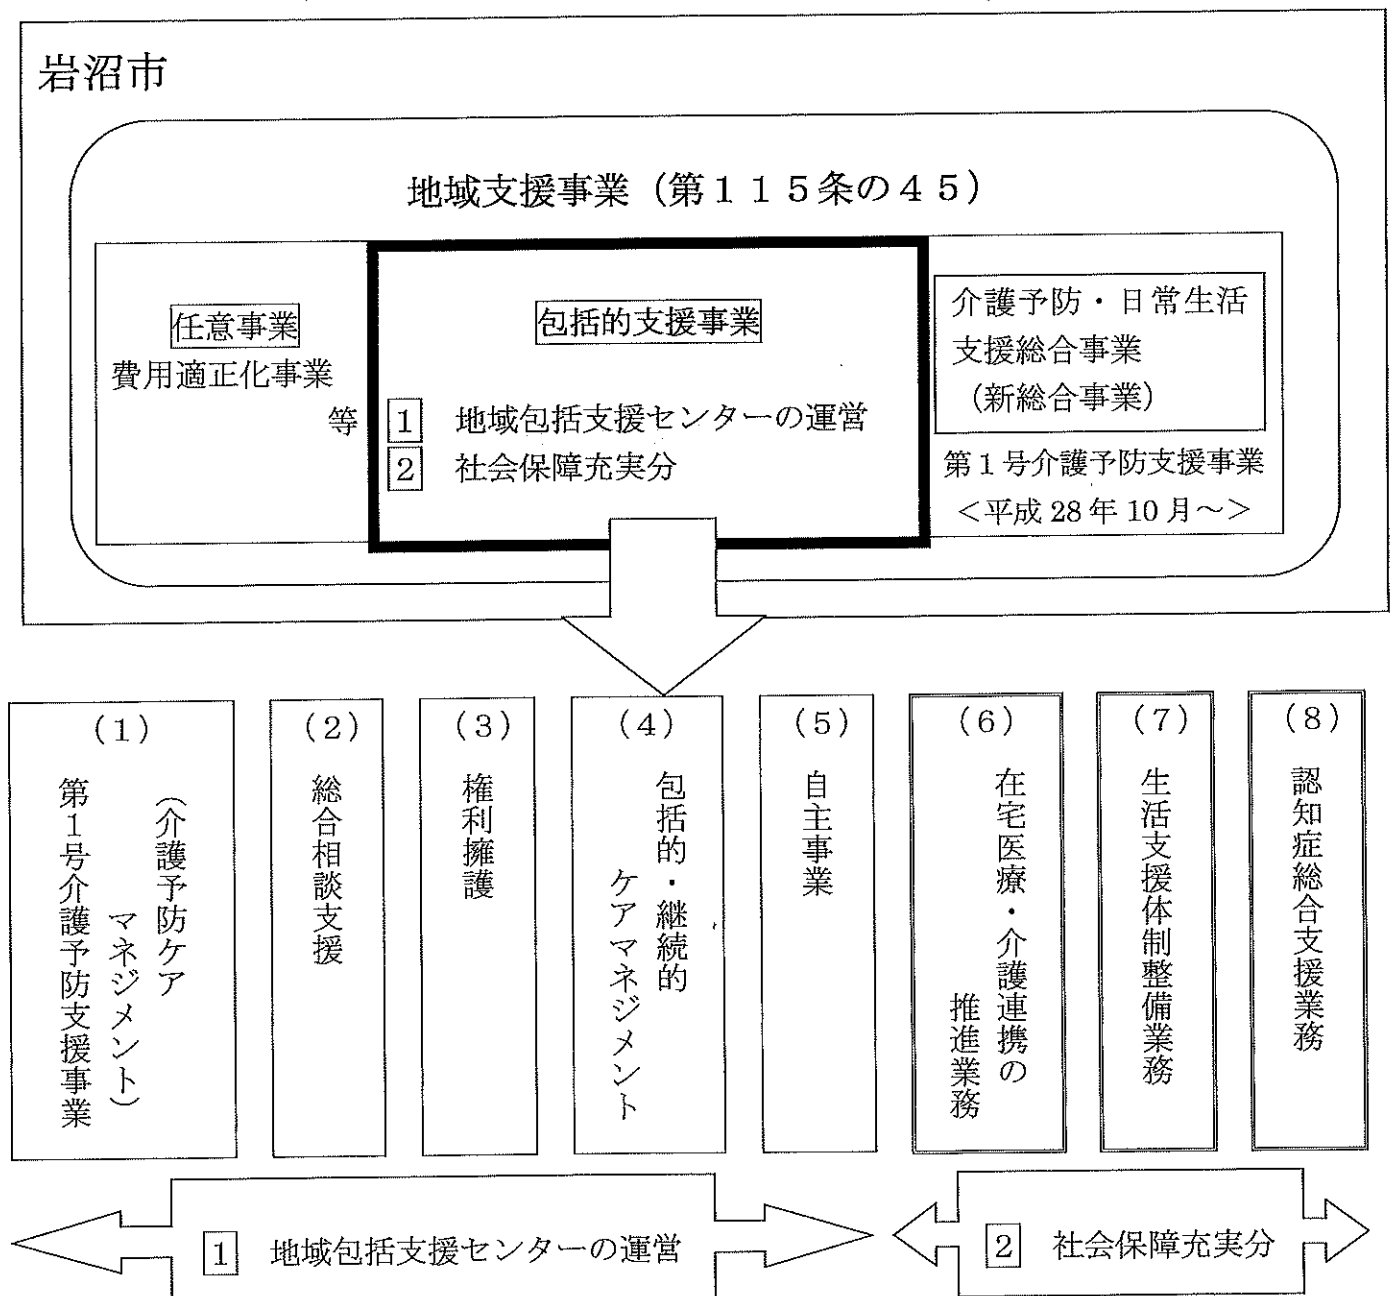 岩沼市
地域支援事業（第１１５条の４５）
任意事業
費用適正化事業
等
包括的支援事業
1 地域包括支援センターの運営
2 社会保障充実分
介護予防・日常生活
支援総合事業
（新総合事業）
第１号介護予防支援事業
＜平成 28 年 10 月～＞
（1）
第１号介護予防支援事業
（介護予防ケア
マネジメント）
（2）
総合相談支援
（3）
権利擁護
（4）
包括的・継続的
ケアマネジメント
（5）
自主事業
（6）
在宅医療・介護連携の
推進業務
（7）
生活支援体制整備業務
（8）
認知症総合支援業務
1 地域包括支援センターの運営
2 社会保障充実分